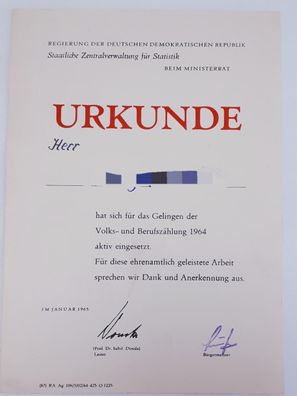 REGIERUNG DER DEUTSCHEN DEMOKRATISCHEN REPUBLIK
Staatliche Zentralverwaltung für Statistik
BEIM MINISTERRAT
URKUNDE
Herr
hat sich für das Gelingen der
Volks- und Berufszählung 1964
aktiv eingesetzt.
Für diese ehrenamtlich geleistete Arbeit
sprechen wir Dank und Anerkennung aus.
IM JANUAR 1965
(Prof. Dr. habil. Donda)
Leiter
Bürgermeister